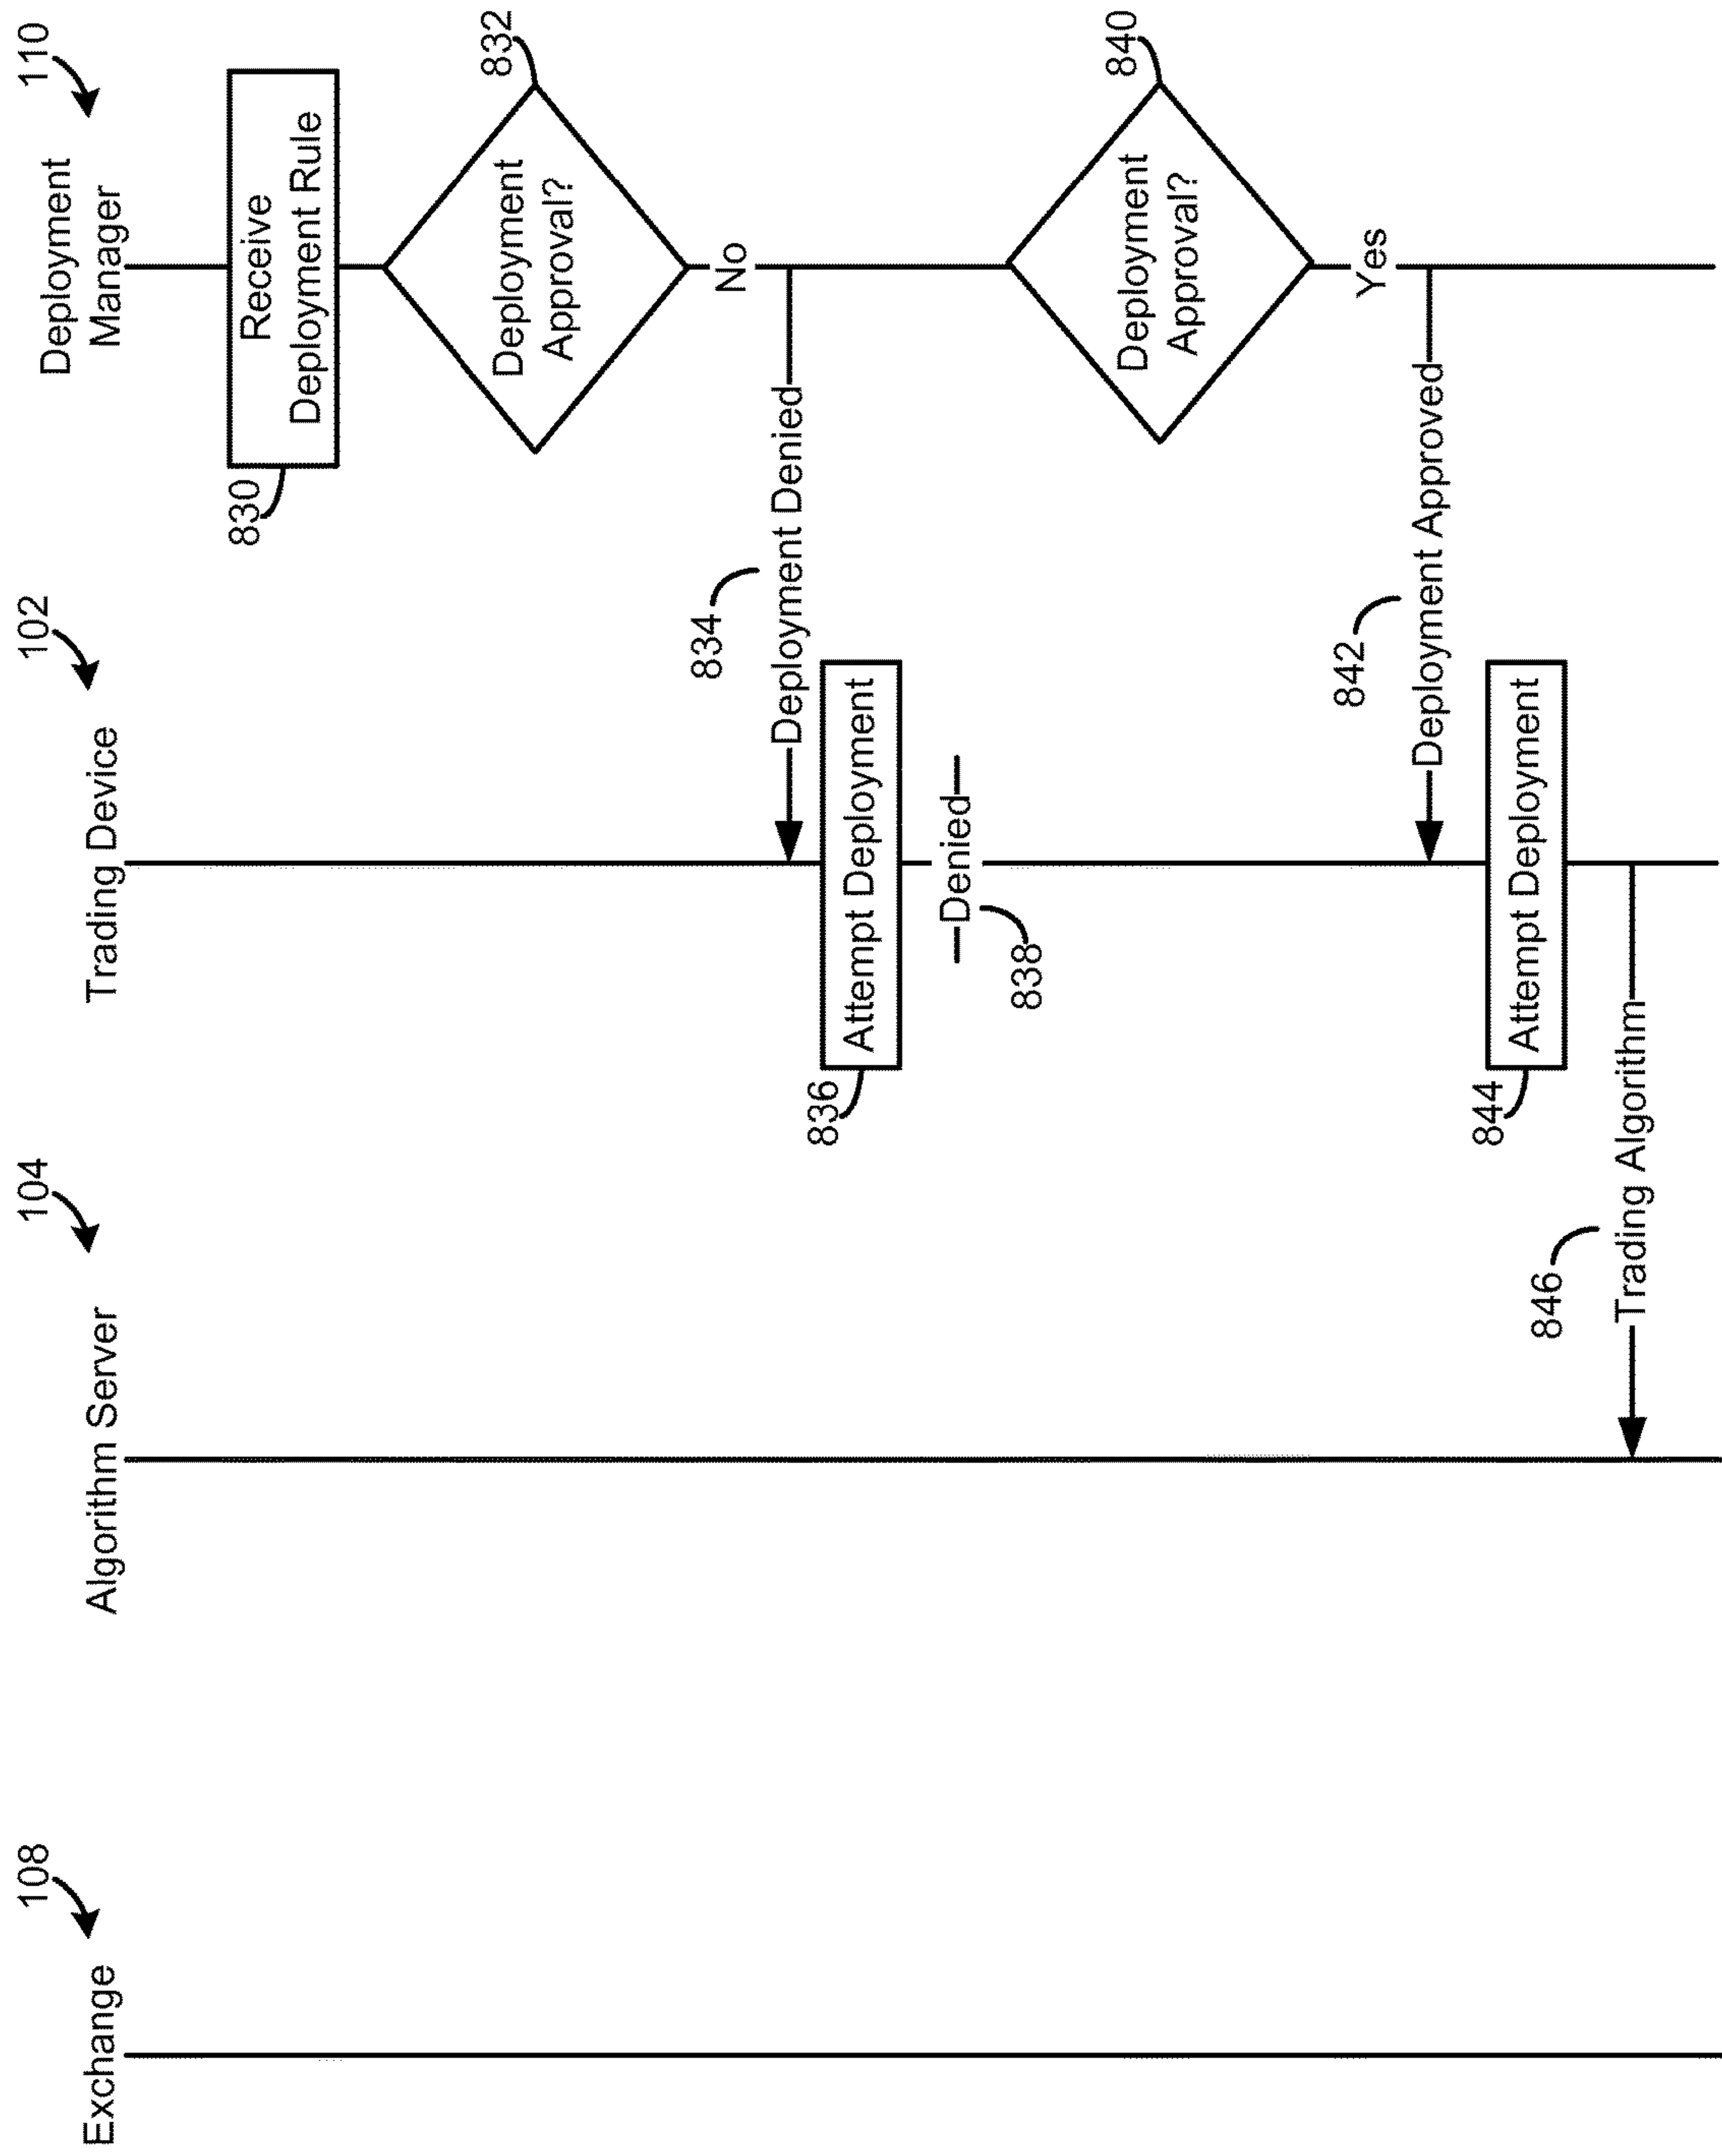 108
Exchange
104
Algorithm Server
102
Trading Device
110
Deployment
Manager
830
Receive
Deployment Rule
832
Deployment
Approval?
No
834
Deployment Denied
836
Attempt Deployment
Denied
838
840
Deployment
Approval?
Yes
842
Deployment Approved
844
Attempt Deployment
846
Trading Algorithm